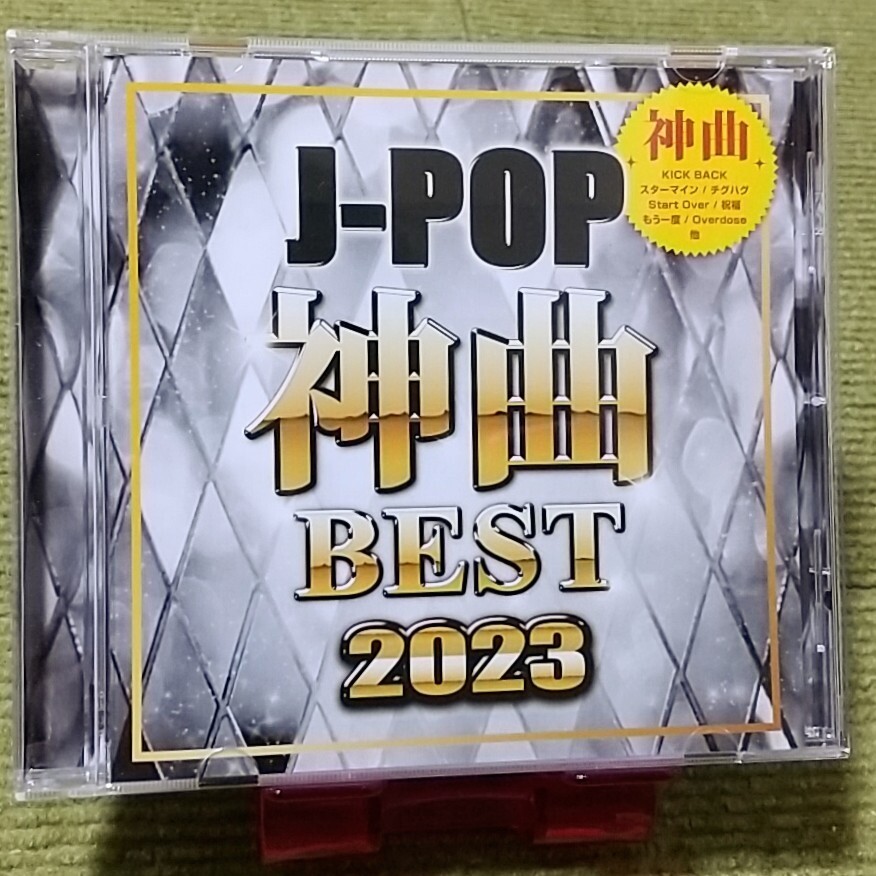 J-POP
神曲
BEST
2023
神曲
KICK BACK
スターマイン / チグハグ
Start Over / 祝福
もう一度 / Overdose
他